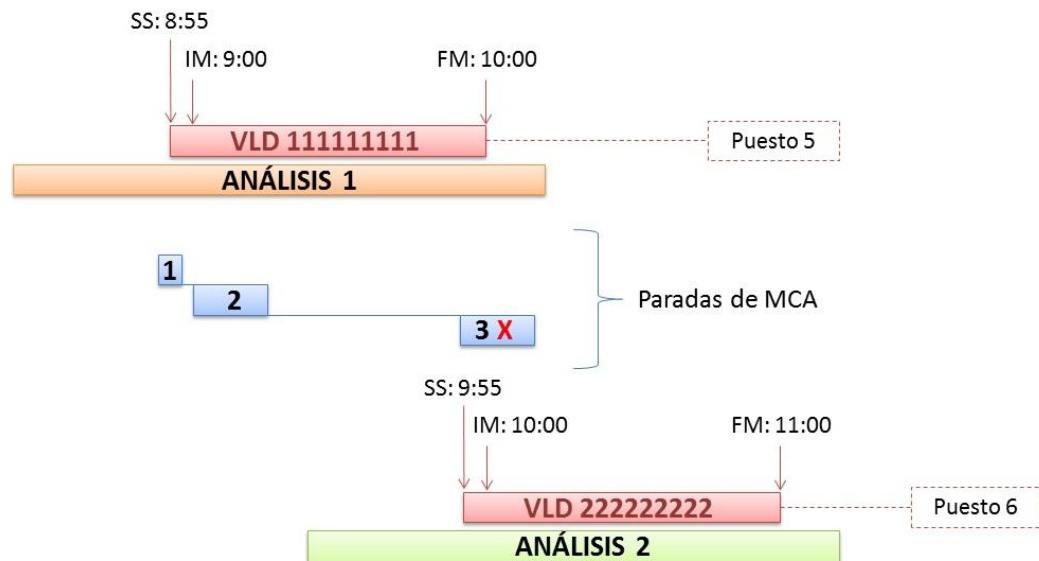 SS: 8:55
IM: 9:00
FM: 10:00
VLD 111111111
Puesto 5
ANÁLISIS 1
1
2
3 X
Paradas de MCA
SS: 9:55
IM: 10:00
FM: 11:00
VLD 222222222
Puesto 6
ANÁLISIS 2